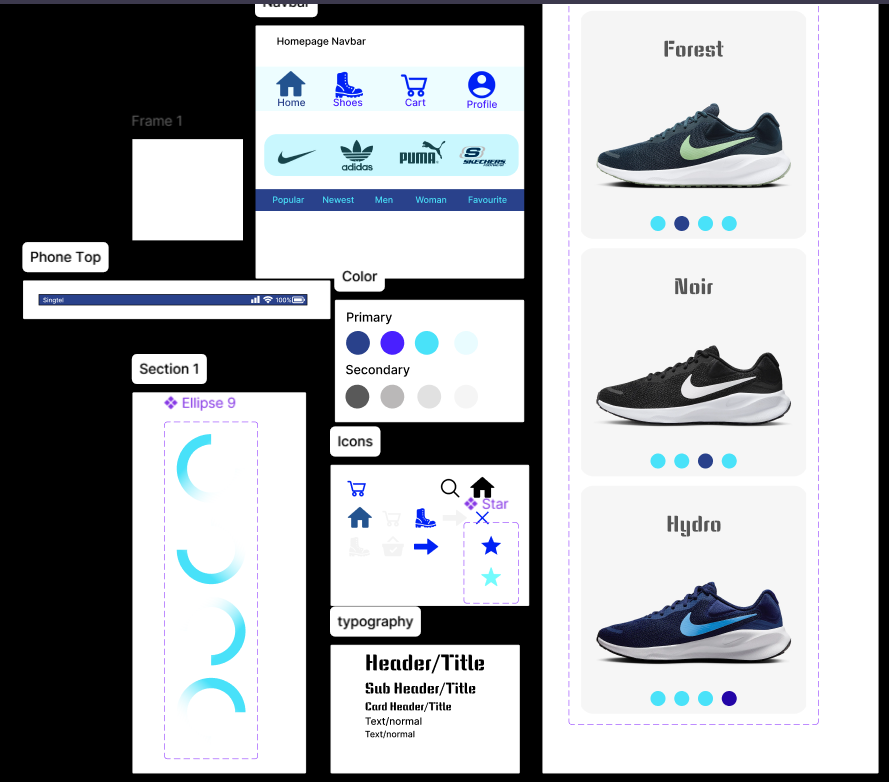 Navbar
Homepage Navbar
Home Shoes Cart Profile
adidas PUMA S SKECHERS
Popular Newest Men Woman Favourite
Frame 1
Phone Top
Singtel 100%
Color
Primary
Secondary
Section 1
Ellipse 9
Icons
Star
typography
Header/Title
Sub Header/Title
Card Header/Title
Text/normal
Text/normal
Forest
Noir
Hydro